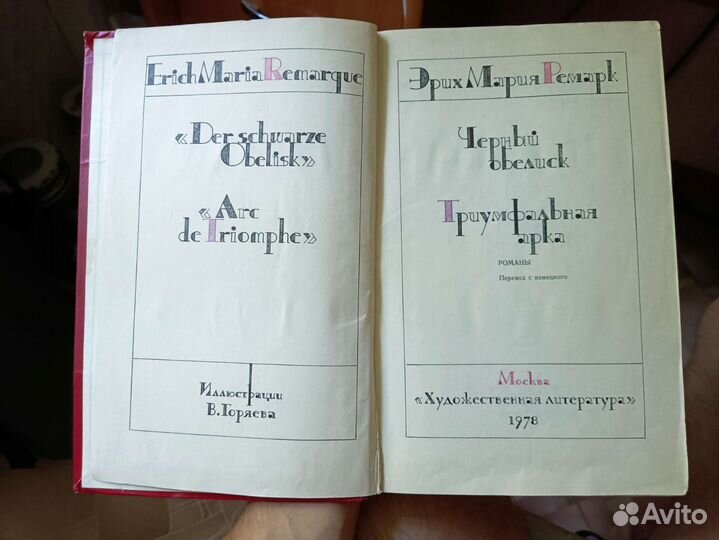 Erich Maria Remarque
«Der schwarze
Obelisk»
«Arc
de Triomphe»
Иллюстрации
В. Горяева
Эрих Мария Ремарк
Черный
обелиск
Триумфальная
арка
РОМАНЫ
Перевод с немецкого
Москва
«Художественная литература»
1978
Avito